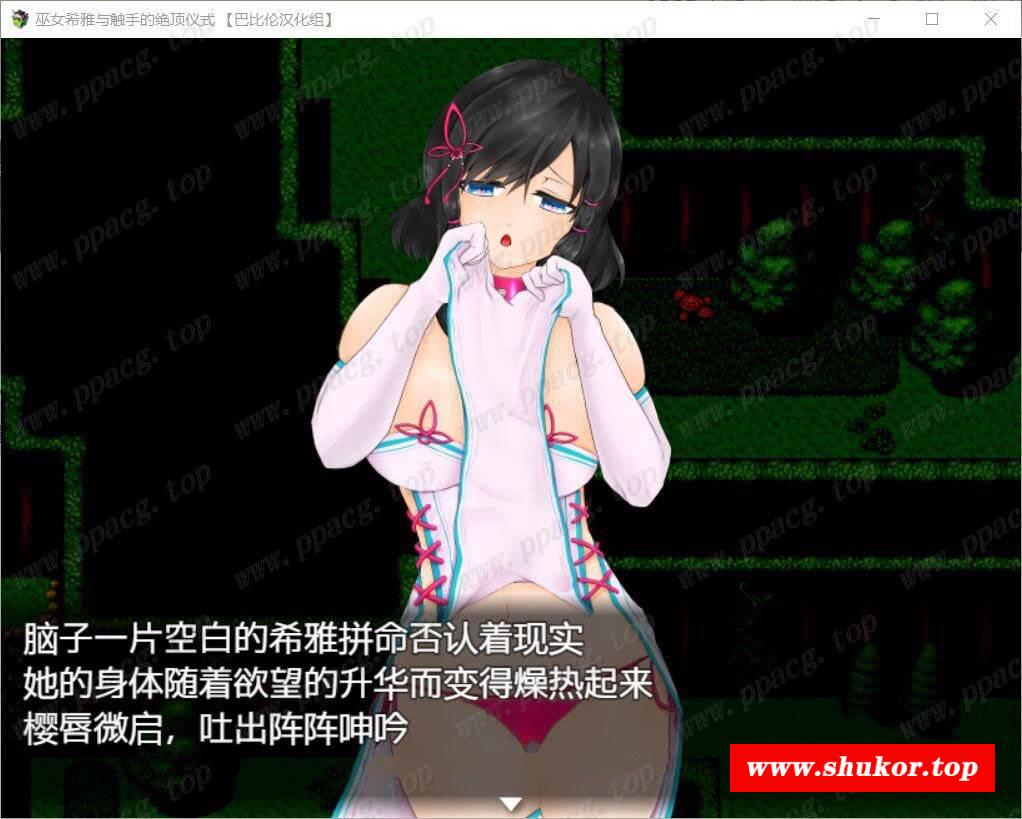 巫女希雅与触手的绝顶仪式 【巴比伦汉化组】
脑子一片空白的希雅拼命否认着现实
她的身体随着欲望的升华而变得燥热起来
樱唇微启，吐出阵阵呻吟
www.shukor.top
www.ppacg.top